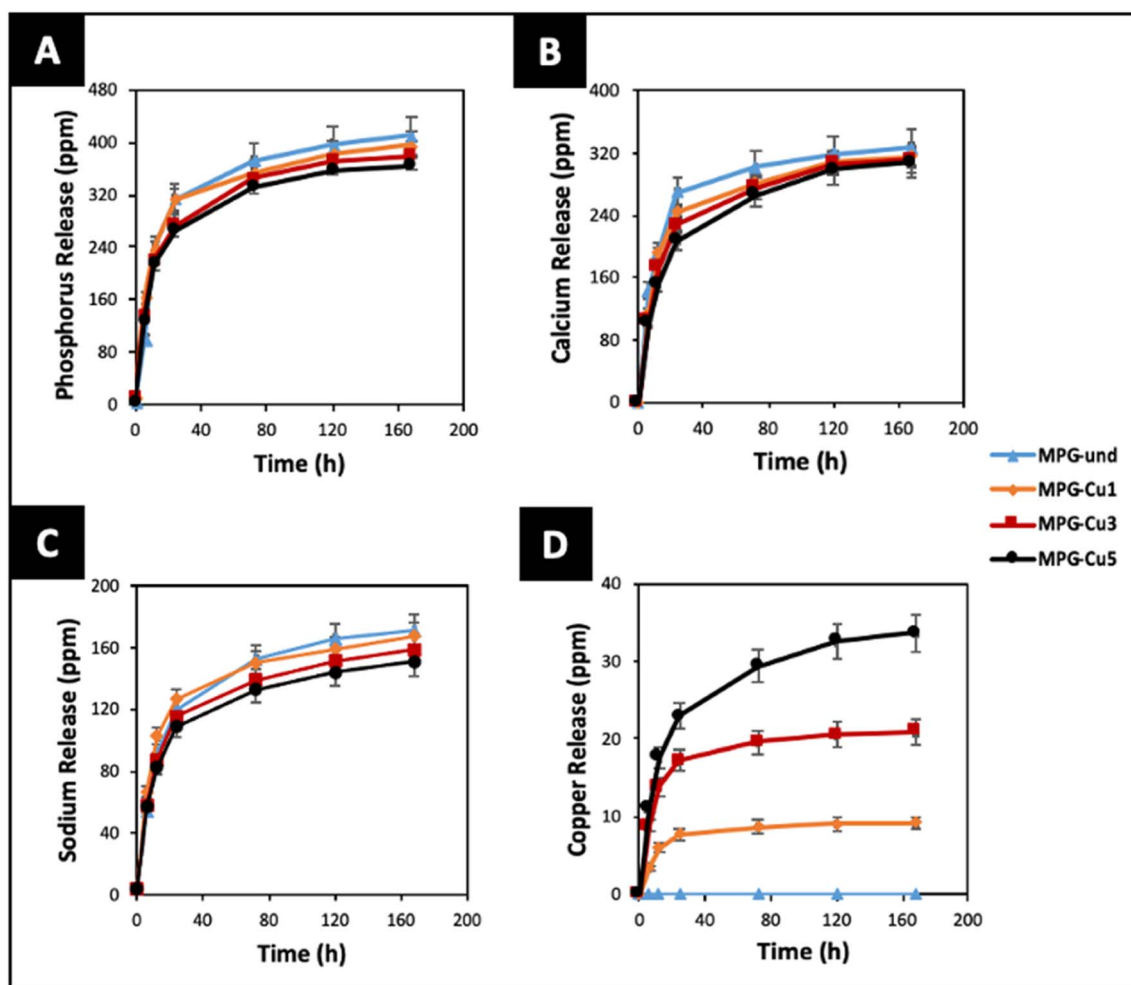 A
480
400
320
240
160
80
0
Phosphorus Release (ppm)
0 40 80 120 160 200
Time (h)
B
400
320
240
160
80
0
Calcium Release (ppm)
0 40 80 120 160 200
Time (h)
MPG-und
MPG-Cu1
MPG-Cu3
MPG-Cu5
C
200
160
120
80
40
0
Sodium Release (ppm)
0 40 80 120 160 200
Time (h)
D
40
30
20
10
0
Copper Release (ppm)
0 40 80 120 160 200
Time (h)